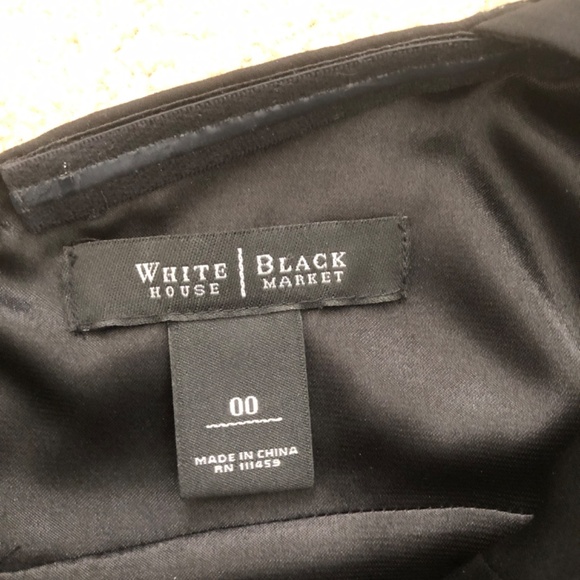 WHITE | BLACK
HOUSE | MARKET
00
MADE IN CHINA
RN 111459